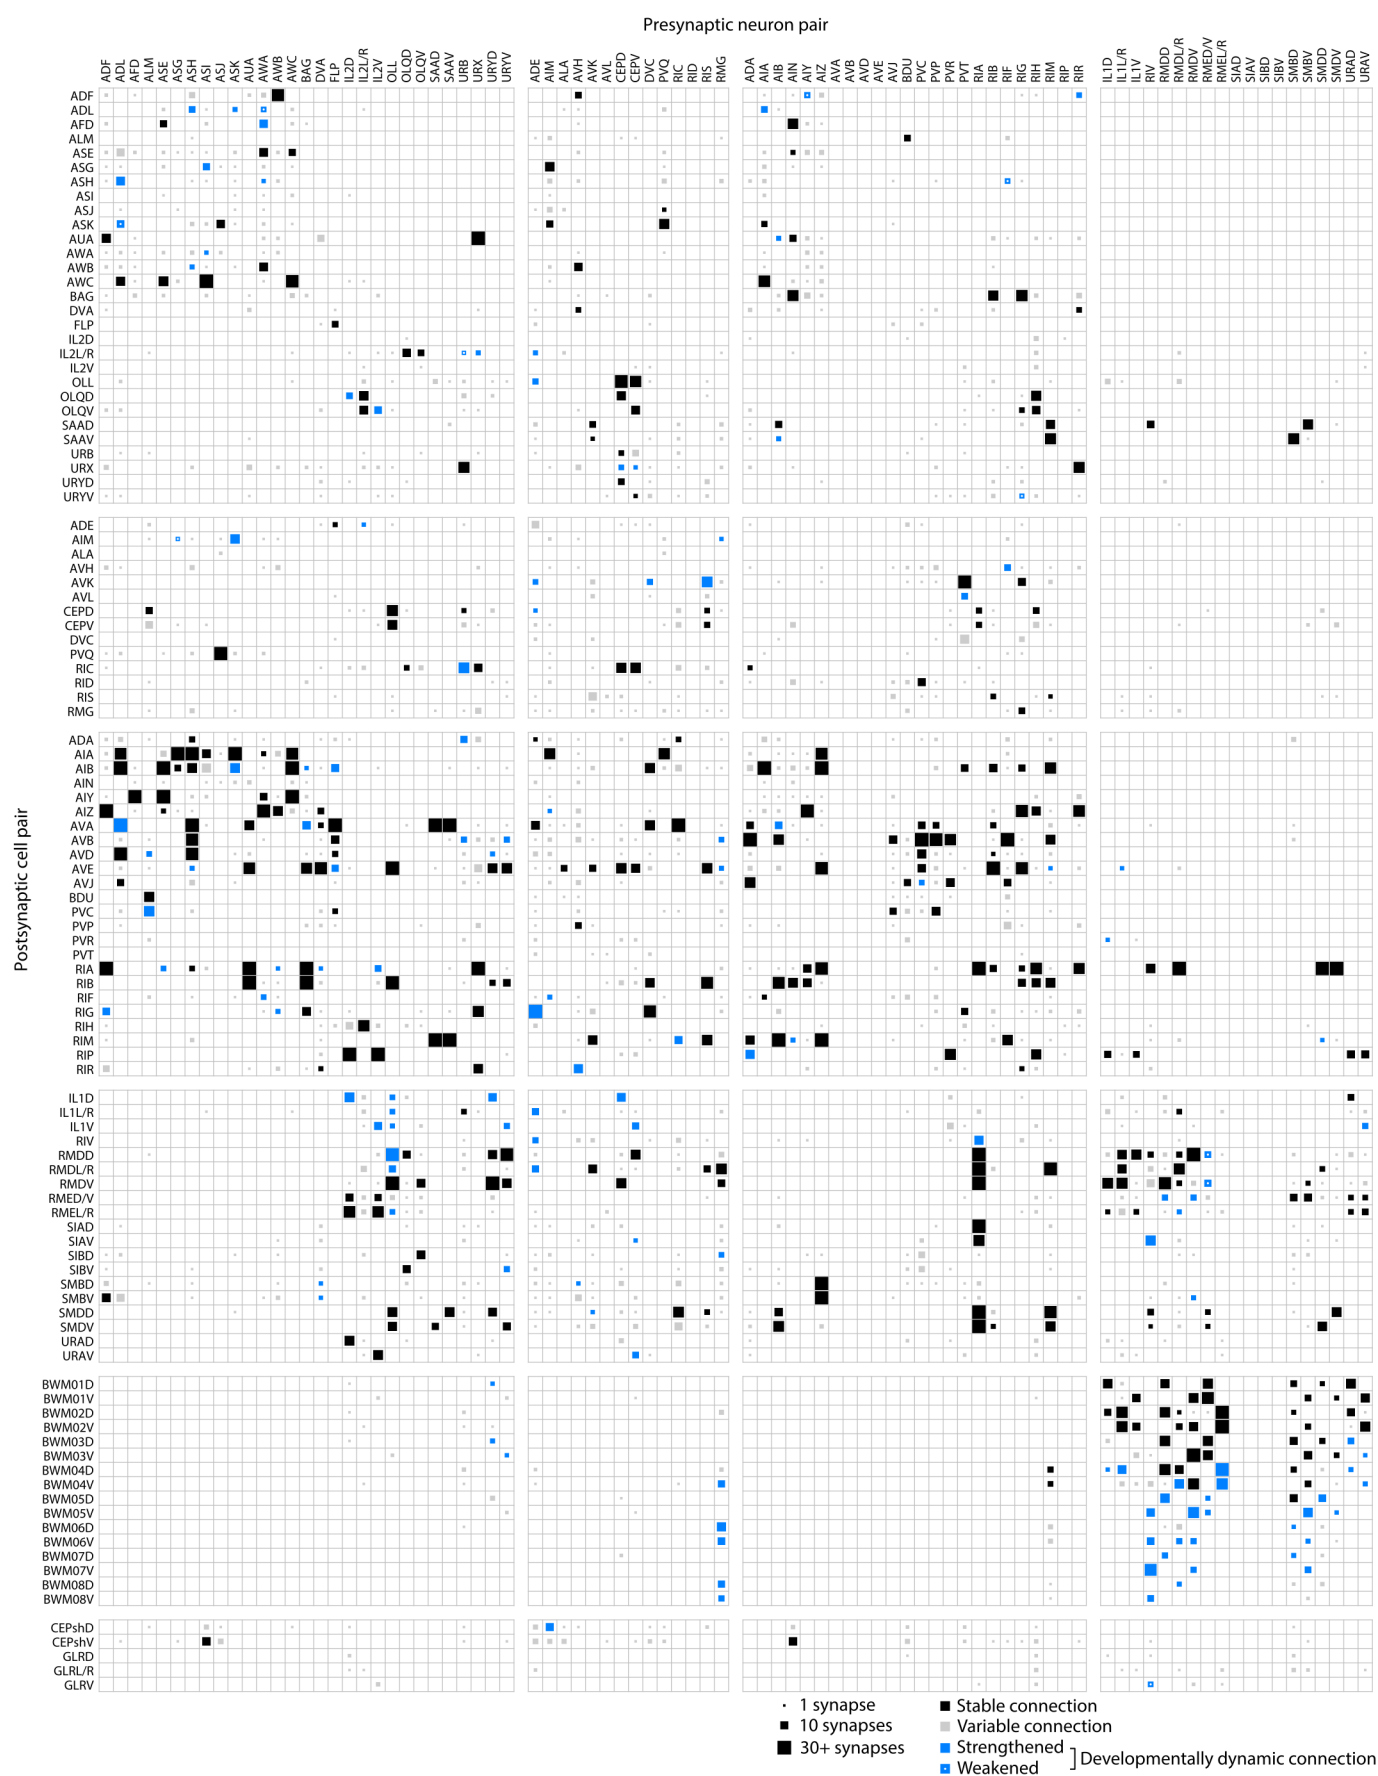 Presynaptic neuron pair
ADF ADL AFD ALM ASE ASG ASH ASI ASJ ASK AUA AWA AWB AWC BAG DVA FLP IL2D IL2L/R IL2V OLL OLQD OLQV SAAD SAAV URB URX URYD URYV ADE AIM ALA AVH AVK AVL CEPD CEPV DVC PVQ RIC RID RIS RMG ADA AIA AIB AIN AIY AIZ AVA AVB AVD AVE AVJ BDU PVC PVP PVR PVT RIA RIB RIF RIG RIH RIM RIP RIR IL1D IL1L/R IL1V RIV RMDD RMDL/R RMDV RMED/V RMEL/R SIAD SIAV SIBD SIBV SMBD SMBV SMDD SMDV URAD URAV
Postsynaptic cell pair
ADF
ADL
AFD
ALM
ASE
ASG
ASH
ASI
ASJ
ASK
AUA
AWA
AWB
AWC
BAG
DVA
FLP
IL2D
IL2L/R
IL2V
OLL
OLQD
OLQV
SAAD
SAAV
URB
URX
URYD
URYV
ADE
AIM
ALA
AVH
AVK
AVL
CEPD
CEPV
DVC
PVQ
RIC
RID
RIS
RMG
ADA
AIA
AIB
AIN
AIY
AIZ
AVA
AVB
AVD
AVE
AVJ
BDU
PVC
PVP
PVR
PVT
RIA
RIB
RIF
RIG
RIH
RIM
RIP
RIR
IL1D
IL1L/R
IL1V
RIV
RMDD
RMDL/R
RMDV
RMED/V
RMEL/R
SIAD
SIAV
SIBD
SIBV
SMBD
SMBV
SMDD
SMDV
URAD
URAV
BWM01D
BWM01V
BWM02D
BWM02V
BWM03D
BWM03V
BWM04D
BWM04V
BWM05D
BWM05V
BWM06D
BWM06V
BWM07D
BWM07V
BWM08D
BWM08V
CEPshD
CEPshV
GLRD
GLRL/R
GLRV
1 synapse
10 synapses
30+ synapses
Stable connection
Variable connection
Strengthened
Weakened
Developmentally dynamic connection